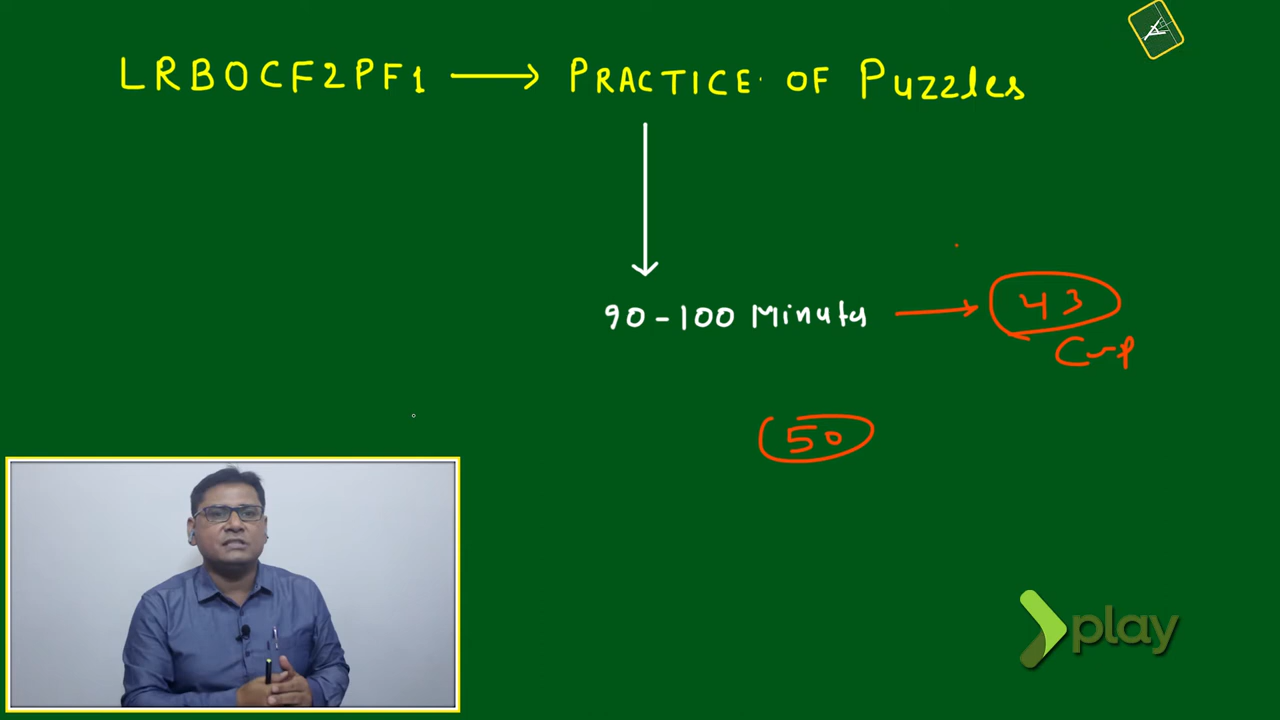 LRBOCF2PF1 → PRACTICE OF Puzzles
90-100 Minutes → 43
50
play